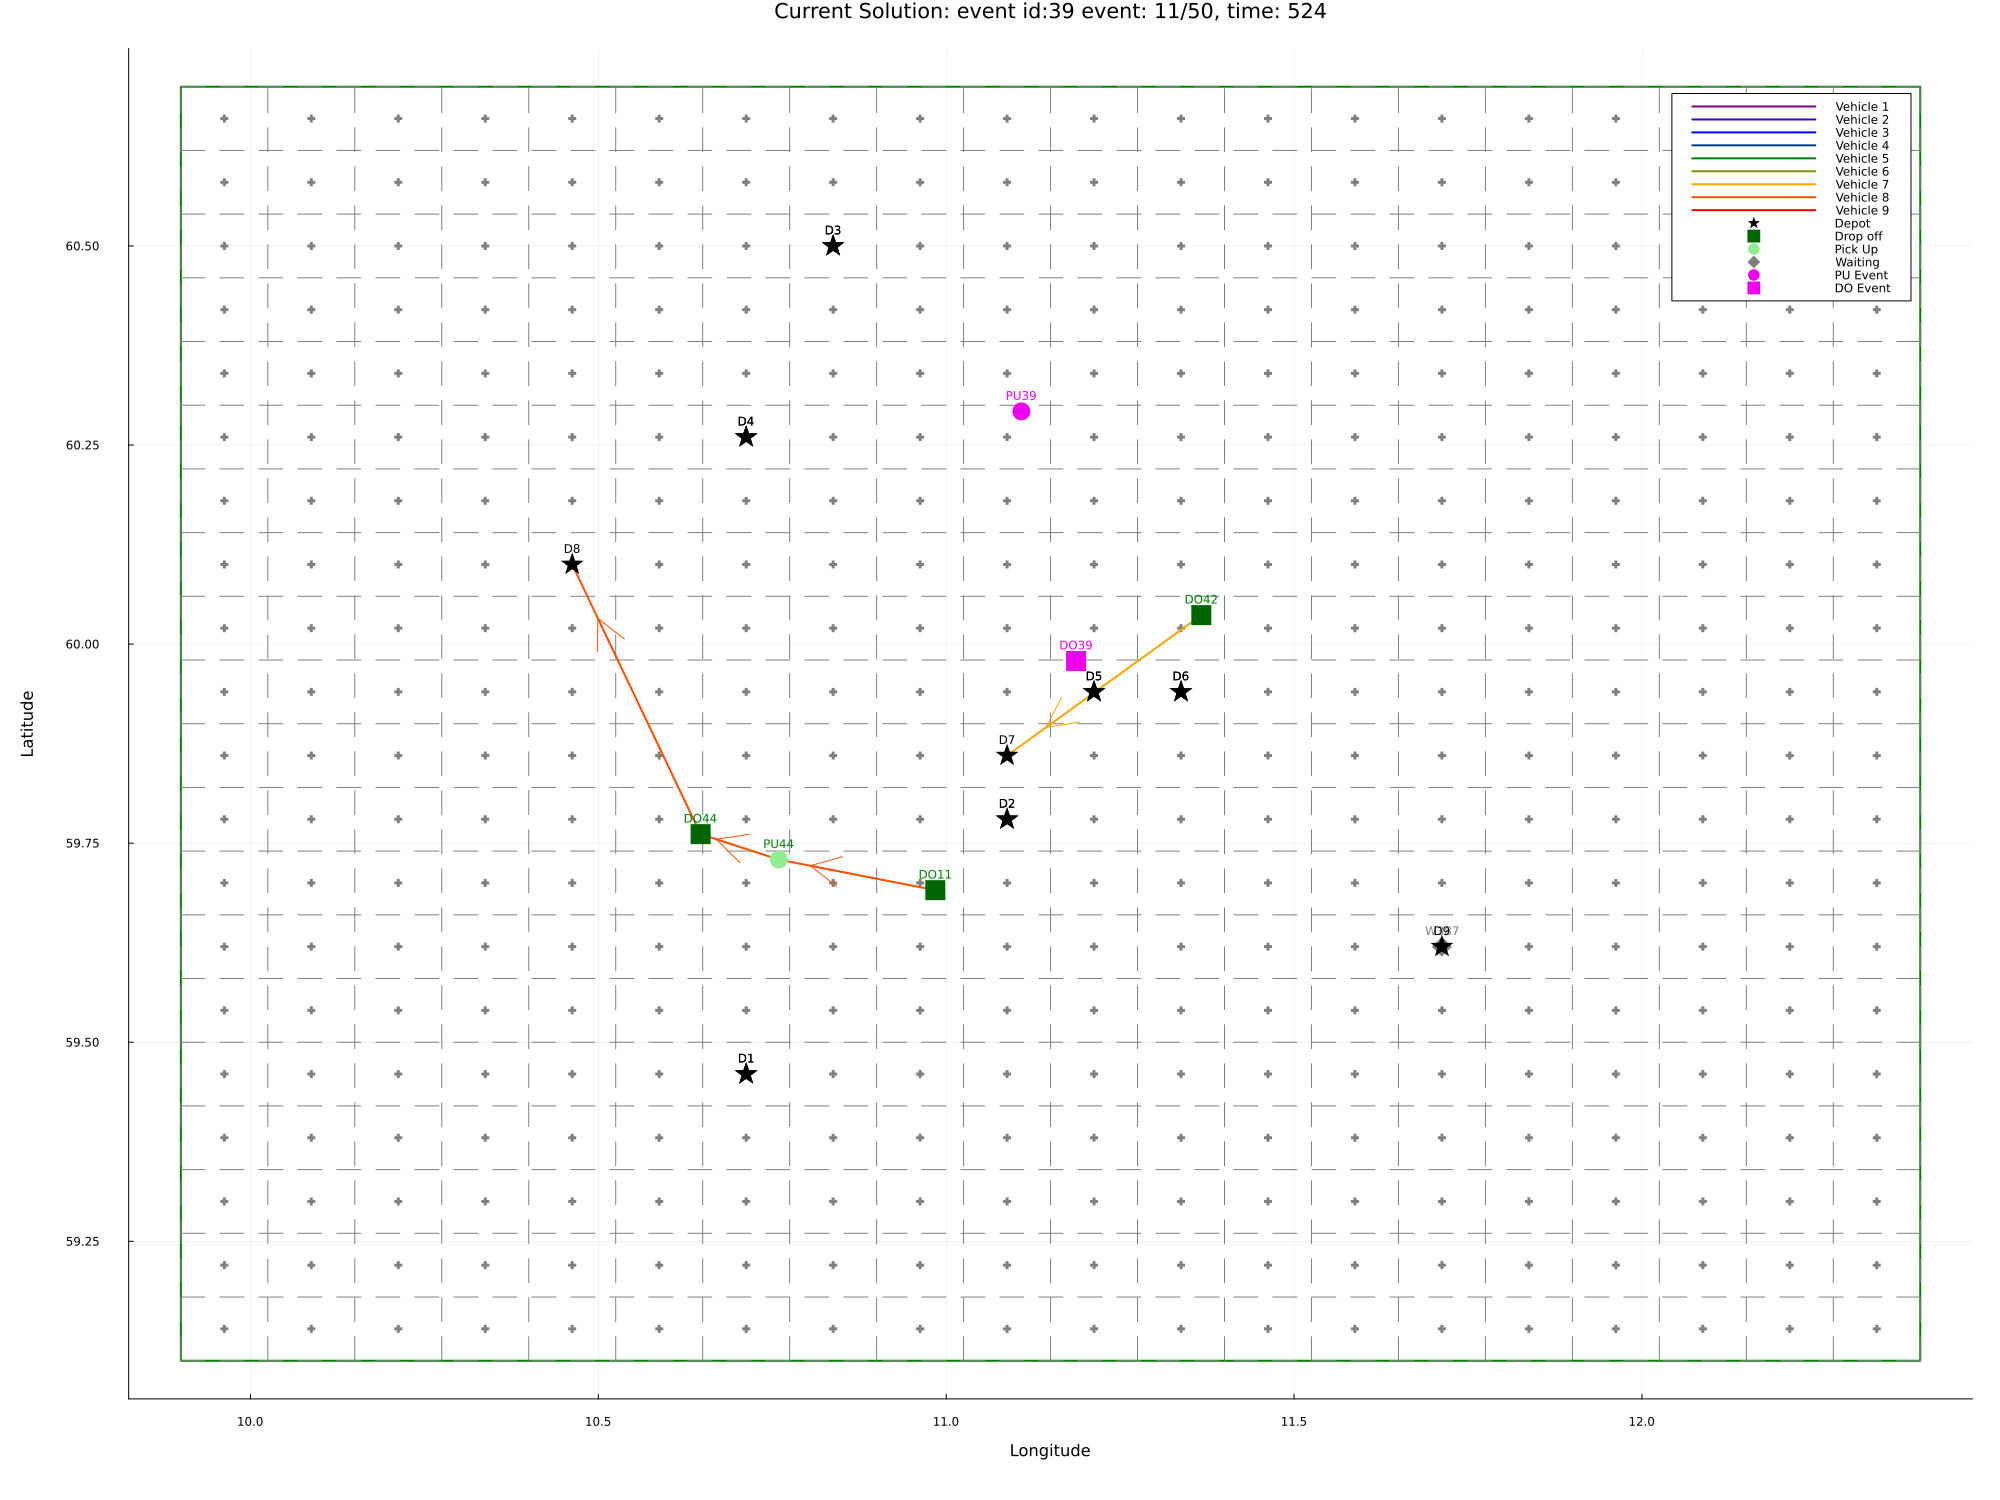 Current Solution: event id:39 event: 11/50, time: 524
Vehicle 1
Vehicle 2
Vehicle 3
Vehicle 4
Vehicle 5
Vehicle 6
Vehicle 7
Vehicle 8
Vehicle 9
Depot
Drop off
Pick Up
Waiting
PU Event
DO Event
D3
60.50
PU39
D4
60.25
D8
DO42
60.00
DO39
D5
D6
D7
D2
DO44
59.75
PU44
DO11
D9
59.50
D1
59.25
10.0
10.5
11.0
11.5
12.0
Longitude
Latitude